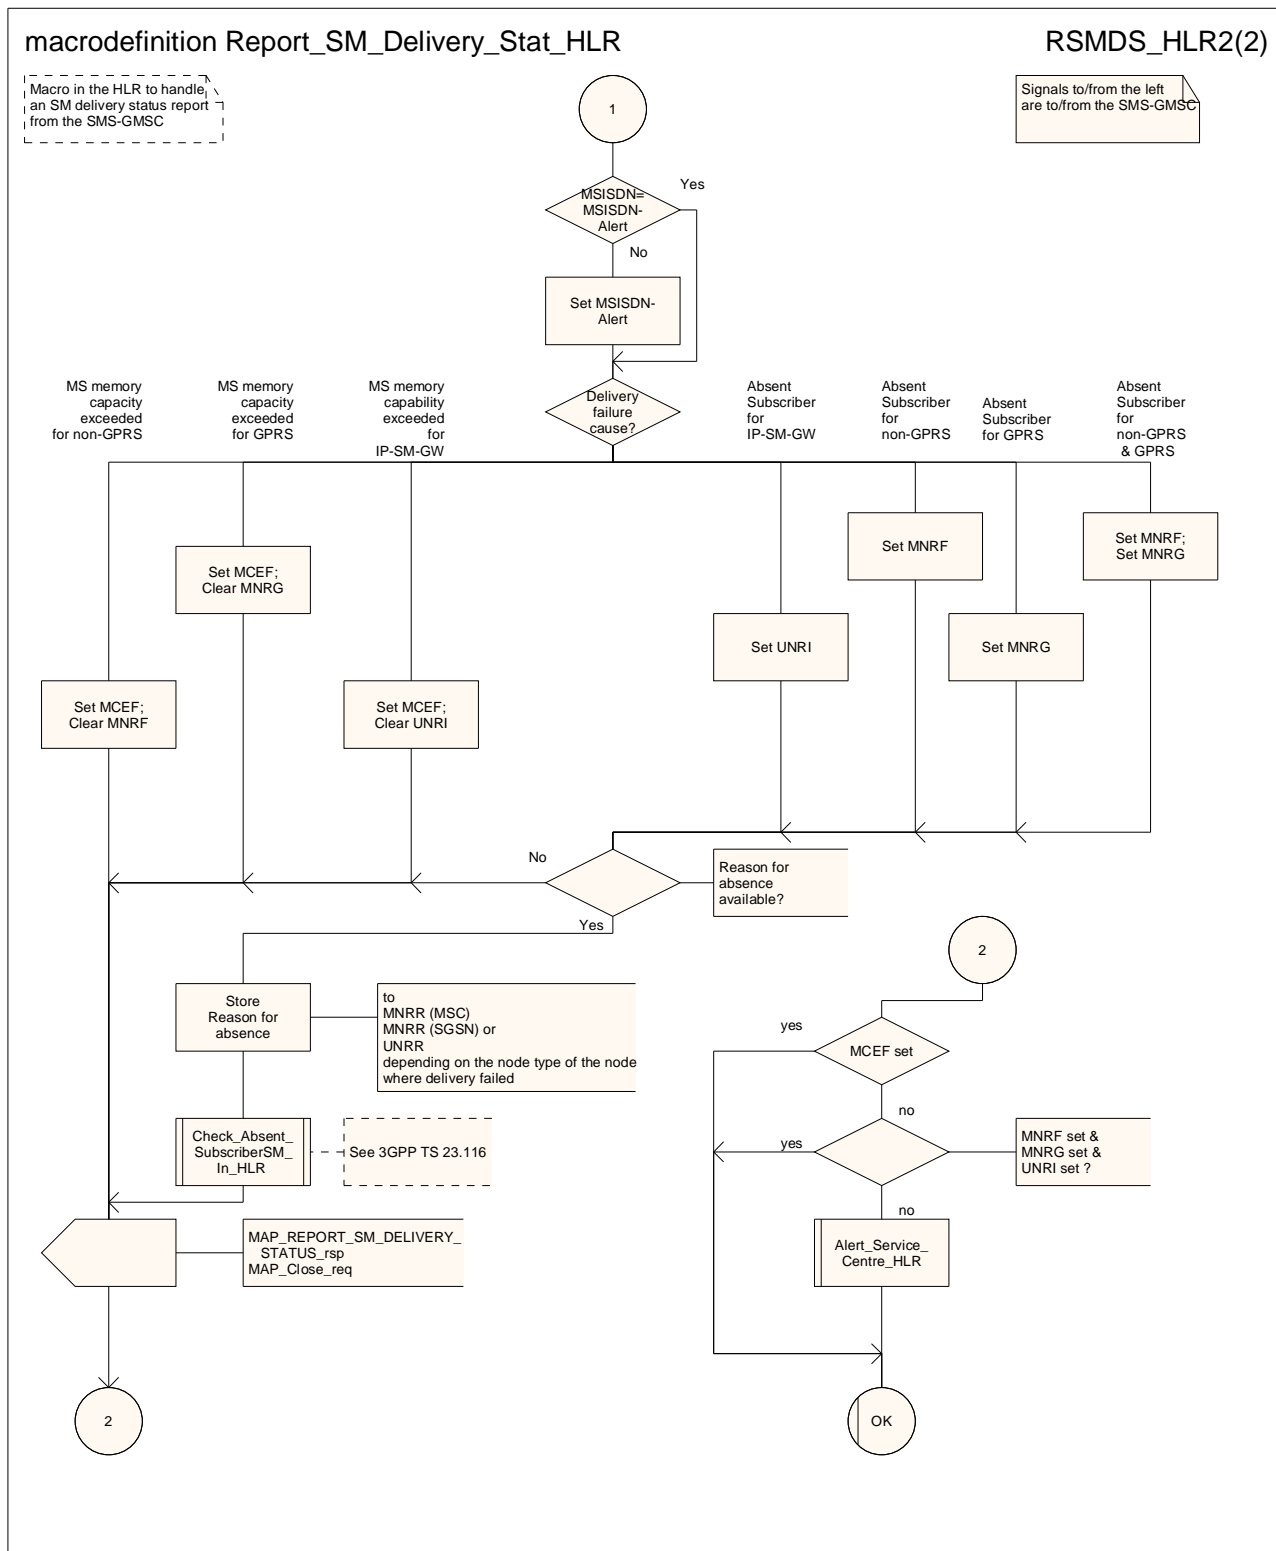 macrodefinition Report_SM_Delivery_Stat_HLR
RSMDS_HLR2(2)
Macro in the HLR to handle
an SM delivery status report
from the SMS-GMSC
Signals to/from the left
are to/from the SMS-GMSC
1
MSISDN=
MSISDN-
Alert
Yes
No
Set MSISDN-
Alert
Delivery
failure
cause?
MS memory
capacity
exceeded
for non-GPRS
MS memory
capacity
exceeded
for GPRS
MS memory
capability
exceeded
for
IP-SM-GW
Absent
Subscriber
for
IP-SM-GW
Absent
Subscriber
for
non-GPRS
Absent
Subscriber
for GPRS
Absent
Subscriber
for
non-GPRS
& GPRS
Set MNRF
Set MNRF;
Set MNRG
Set MCEF;
Clear MNRG
Set UNRI
Set MNRG
Set MCEF;
Clear MNRF
Set MCEF;
Clear UNRI
No
Reason for
absence
available?
Yes
Store
Reason for
absence
to
MNRR (MSC)
MNRR (SGSN) or
UNRR
depending on the node type of the node
where delivery failed
Check_Absent_
SubscriberSM_
In_HLR
See 3GPP TS 23.116
MAP_REPORT_SM_DELIVERY_
STATUS_rsp
MAP_Close_req
2
2
yes
MCEF set
no
yes
MNRF set &
MNRG set &
UNRI set ?
no
Alert_Service_
Centre_HLR
OK